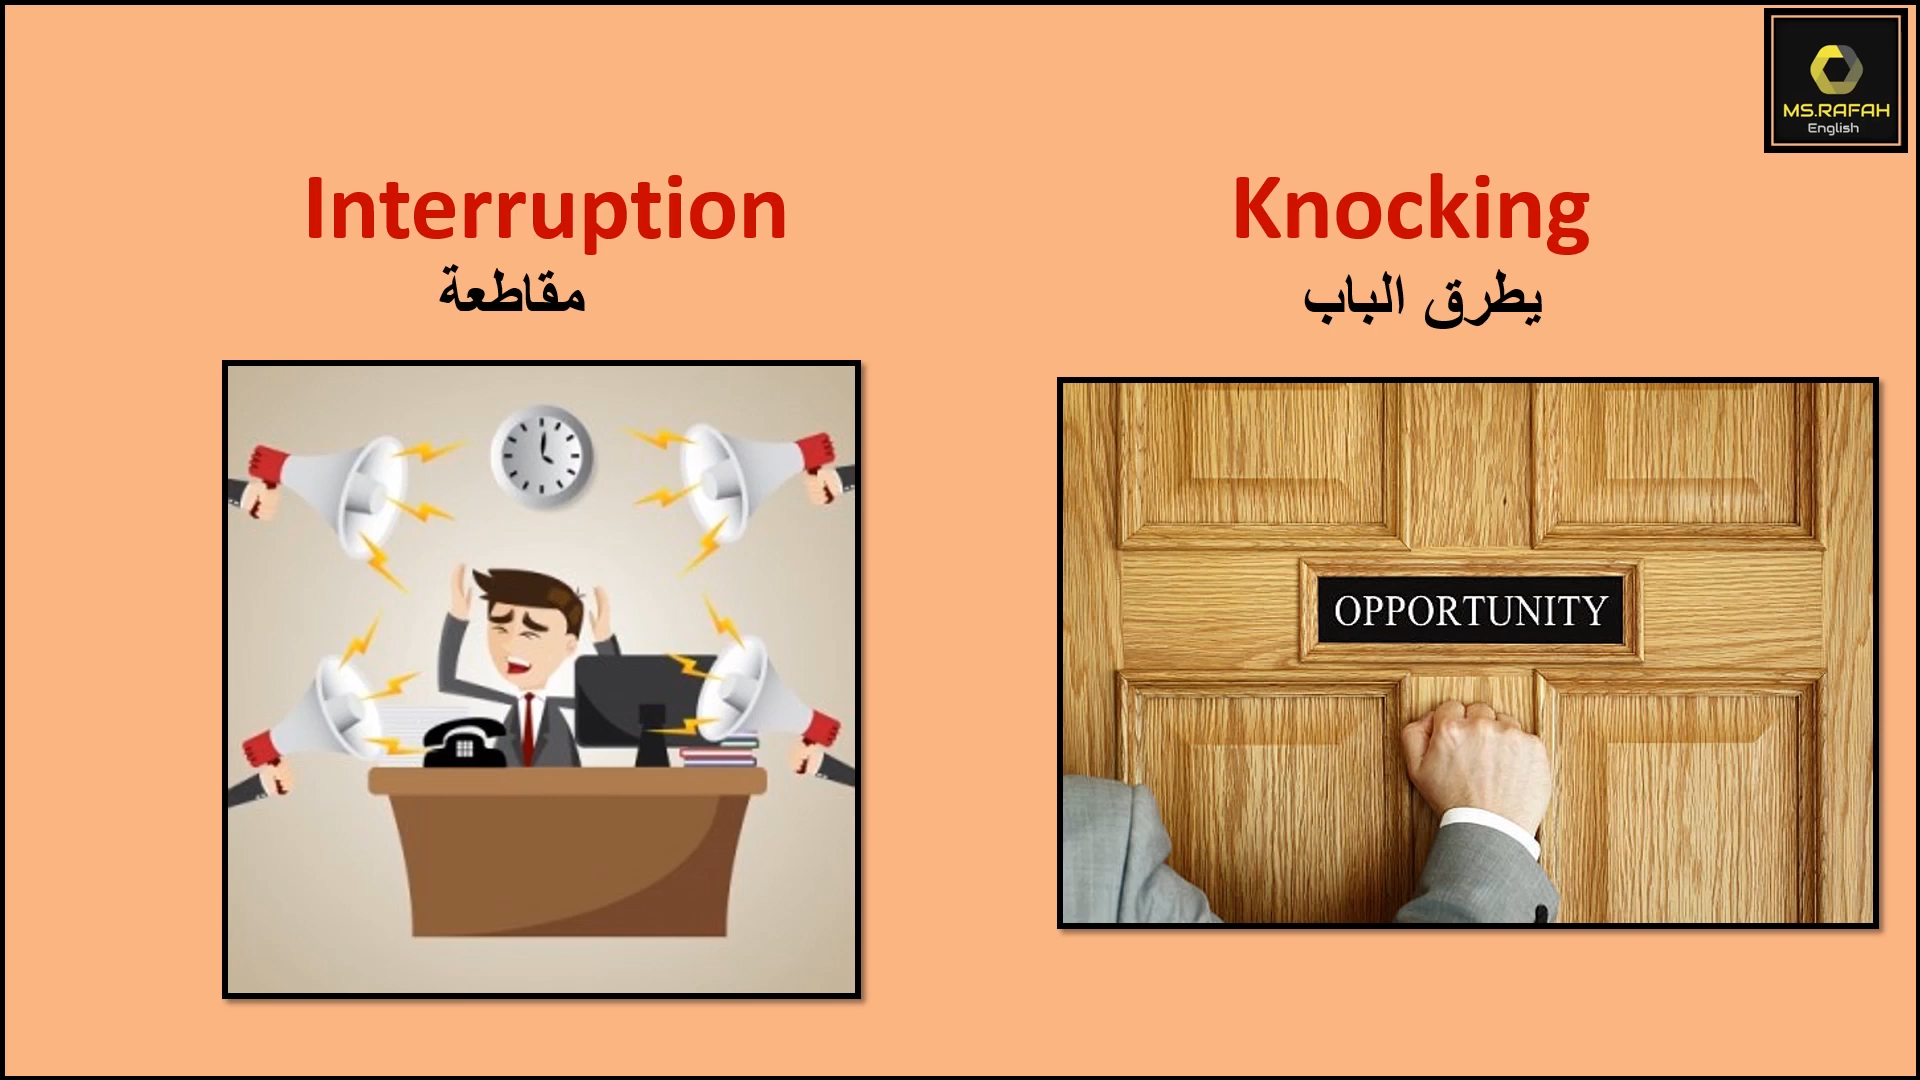 MS.RAFAH
English
Interruption
مقاطعة
Knocking
يطرق الباب
OPPORTUNITY